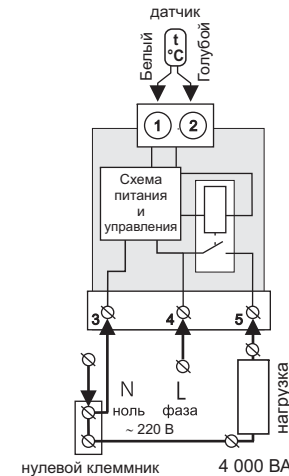 датчик
Белый
t
°C
Голубой
1
2
Схема
питания
и
управления
3
4
5
N
L
ноль
фаза
~ 220 В
нагрузка
нулевой клеммник
4 000 ВА